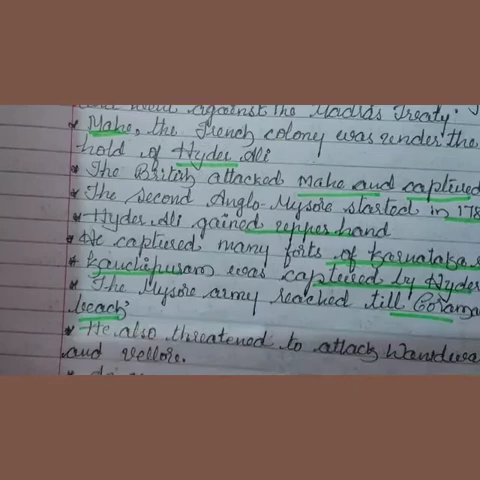 went against the Madras Treaty.
* Mahe, the French colony was under the
hold of Hyder Ali
* The British attacked Mahe and captured
* The second Anglo-Mysore started in 178
* Hyder Ali gained upper hand
* He captured many forts of Karnataka
* Kanchipuram was captured by Hyder
* The Mysore army reached till Coroma
beach
* He also threatened to attack Wandiwa
and vellore.